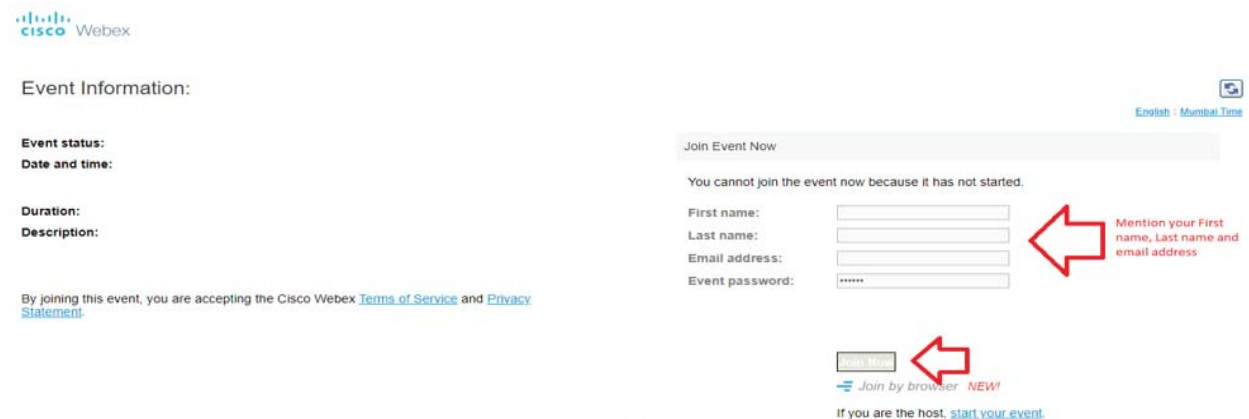 cisco Webex
Event Information:
English : Mumbai Time
Event status:
Date and time:
Duration:
Description:
By joining this event, you are accepting the Cisco Webex Terms of Service and Privacy
Statement.
Join Event Now
You cannot join the event now because it has not started.
First name:
Last name:
Email address:
Event password:
Mention your First
name, Last name and
email address
Join Now
Join by browser NEW!
If you are the host, start your event.